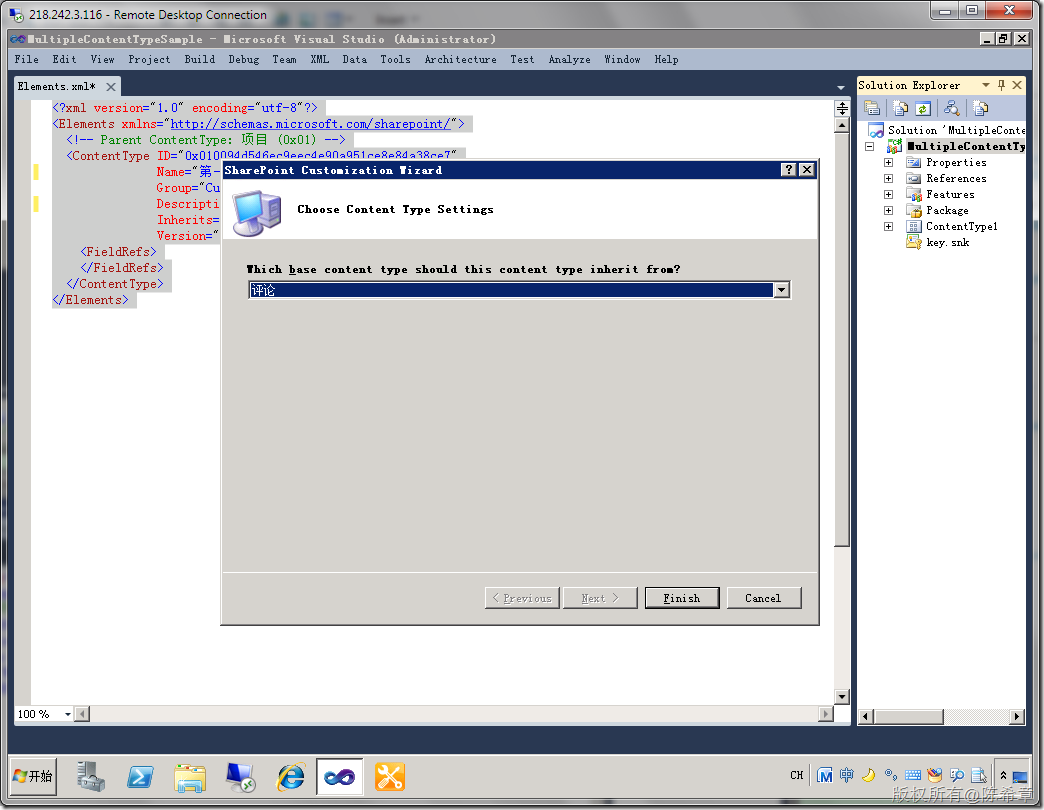 218.242.3.116 - Remote Desktop Connection
MultipleContentTypeSample - Microsoft Visual Studio (Administrator)
File Edit View Project Build Debug Team XML Data Tools Architecture Test Analyze Window Help
Elements.xml*
<?xml version="1.0" encoding="utf-8"?>
<Elements xmlns="http://schemas.microsoft.com/sharepoint/">
<!-- Parent ContentType: 项目 (0x01) -->
<ContentType ID="0x010094d546ec9eec4e90a951ce8e84a38ce7"
Name="第一
Group="Cu
Descripti
Inherits=
Version="
<FieldRefs>
</FieldRefs>
</ContentType>
</Elements>
SharePoint Customization Wizard
Choose Content Type Settings
Which base content type should this content type inherit from?
评论
< Previous
Next >
Finish
Cancel
Solution Explorer
Solution 'MultipleConte
MultipleContentTy
Properties
References
Features
Package
ContentType1
key.snk
100 %
开始
CH
M
中
版权所有@陈希章